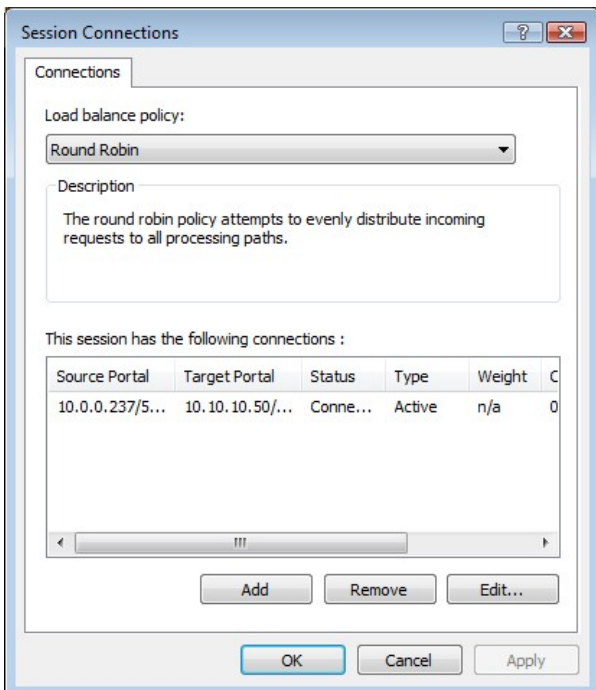 Session Connections
Connections
Load balance policy:
Round Robin
Description
The round robin policy attempts to evenly distribute incoming
requests to all processing paths.
This session has the following connections :
Source Portal Target Portal Status Type Weight C
10.0.0.237/5... 10.10.10.50/... Conne... Active n/a 0
Add Remove Edit...
OK Cancel Apply